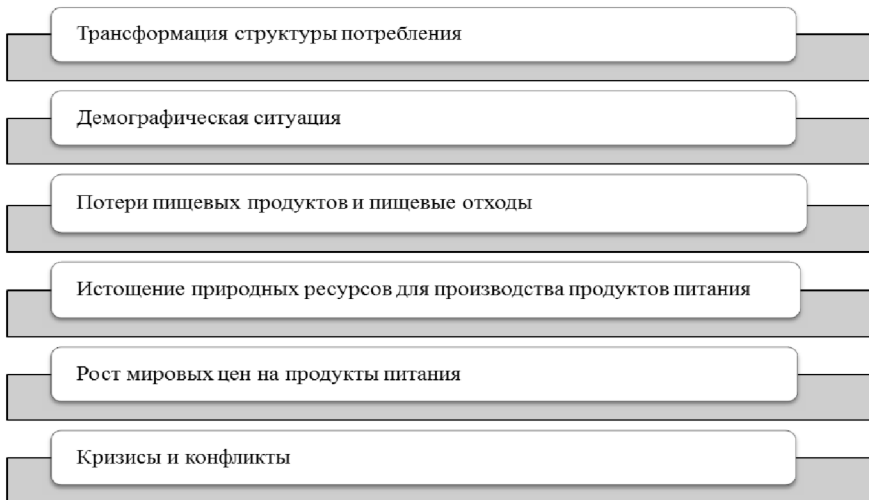 Трансформация структуры потребления
Демографическая ситуация
Потери пищевых продуктов и пищевые отходы
Истощение природных ресурсов для производства продуктов питания
Рост мировых цен на продукты питания
Кризисы и конфликты